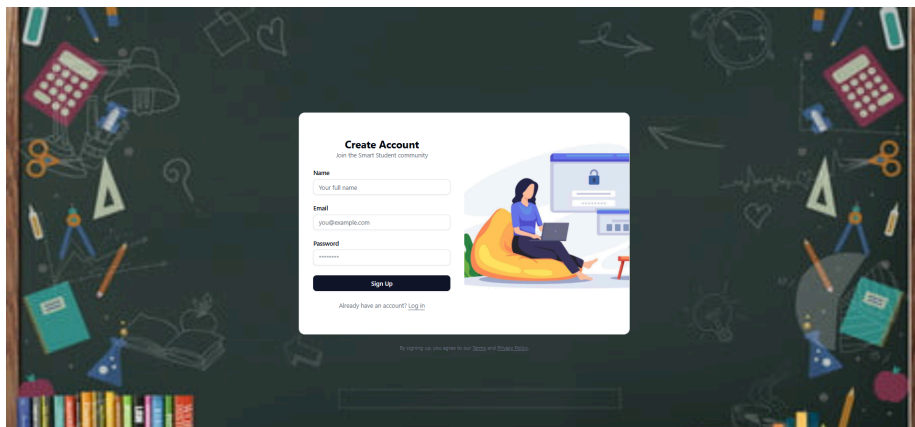 Create Account
Join the Smart Student community
Name
Your full name
Email
you@example.com
Password
********
Sign Up
Already have an account? Log in
By signing up, you agree to our Terms and Privacy Policy.